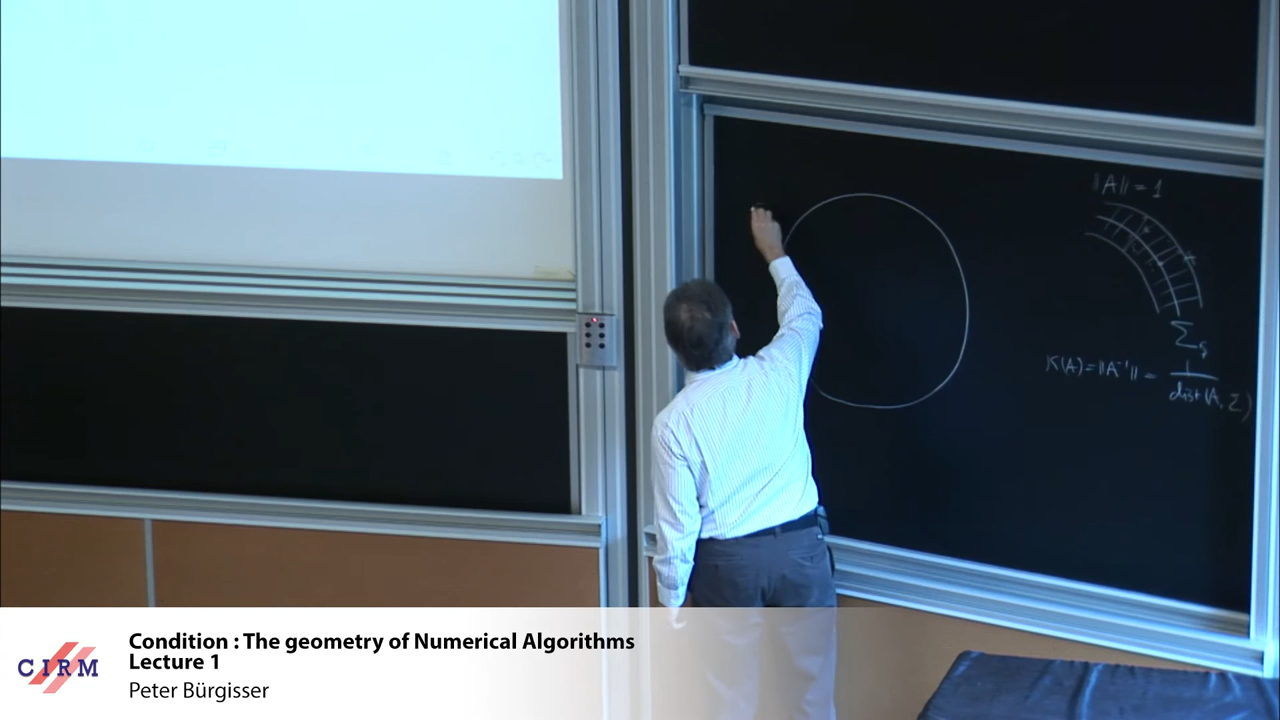 ‖A‖ = 1
Σ
K(A) = ‖A⁻¹‖ = 1 / dist(A, Σ)
CIRM
Condition : The geometry of Numerical Algorithms
Lecture 1
Peter Bürgisser